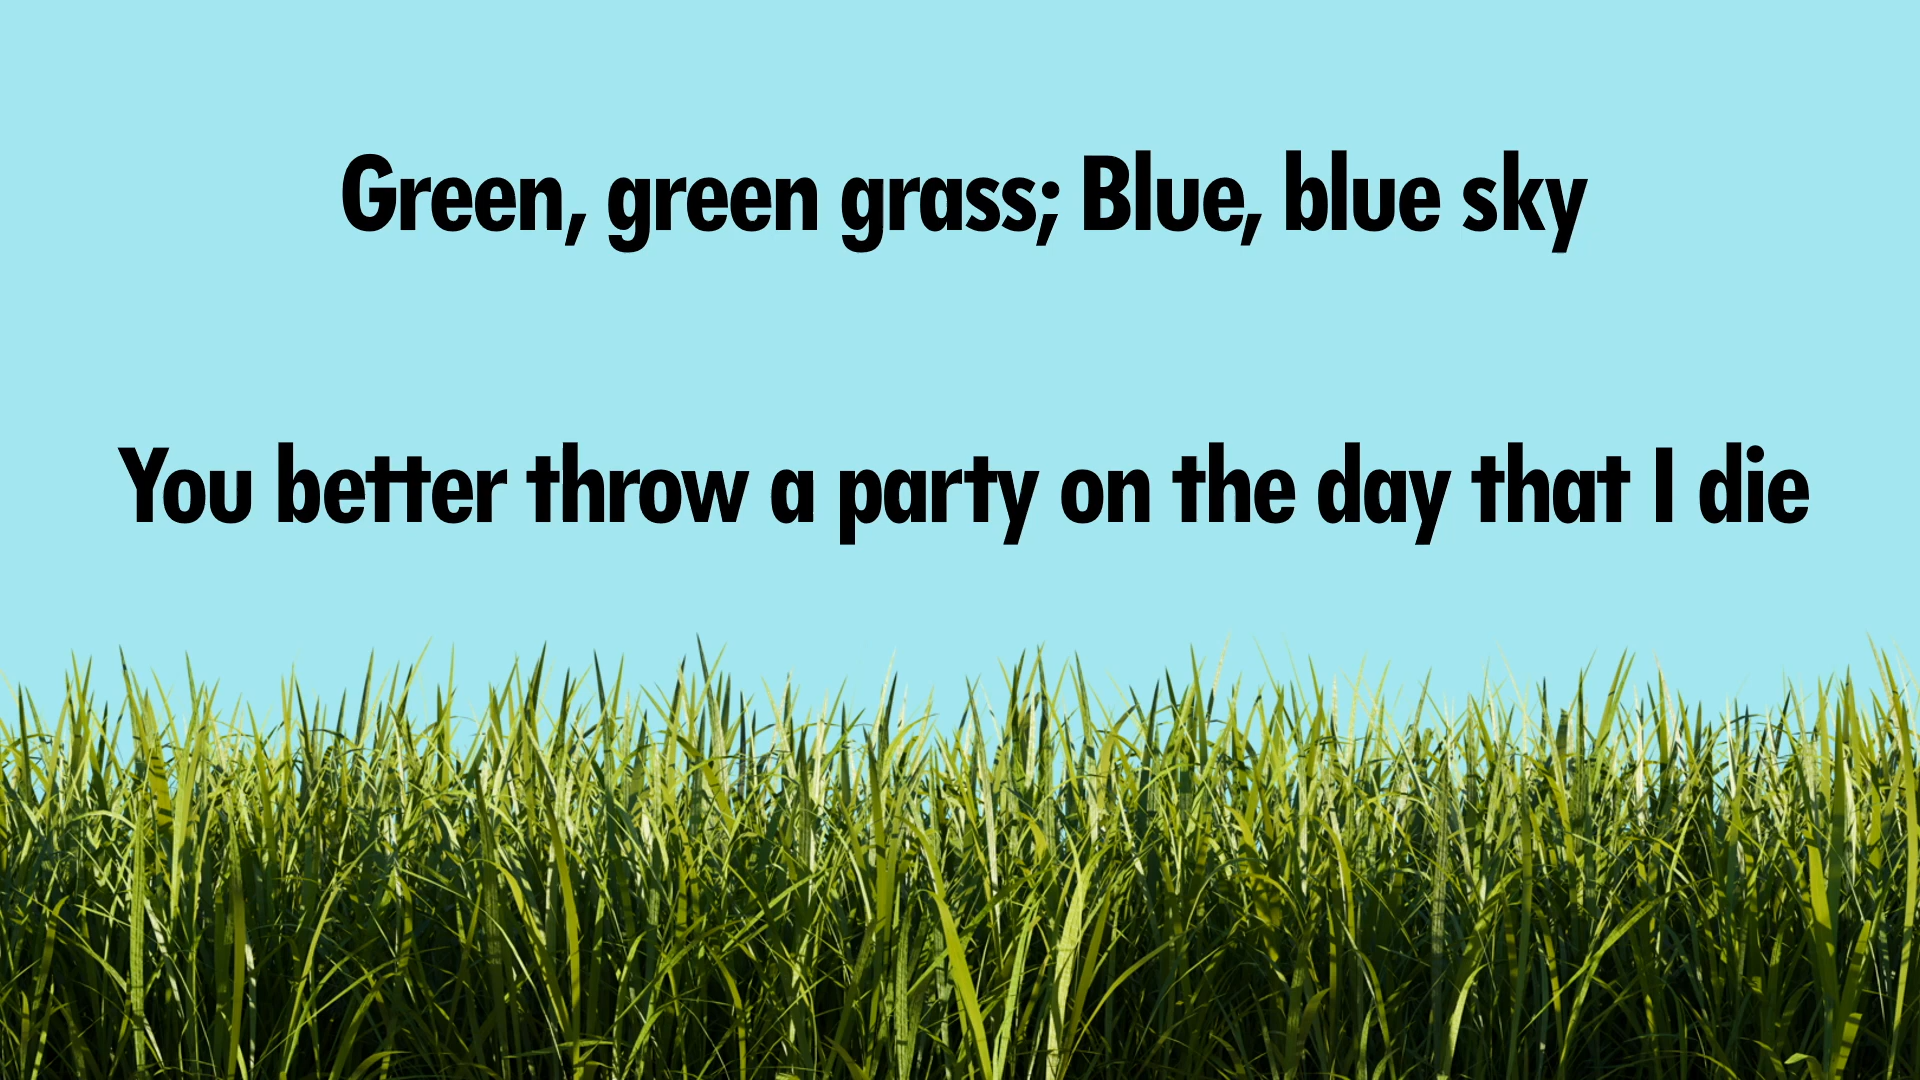 Green, green grass; Blue, blue sky
You better throw a party on the day that I die